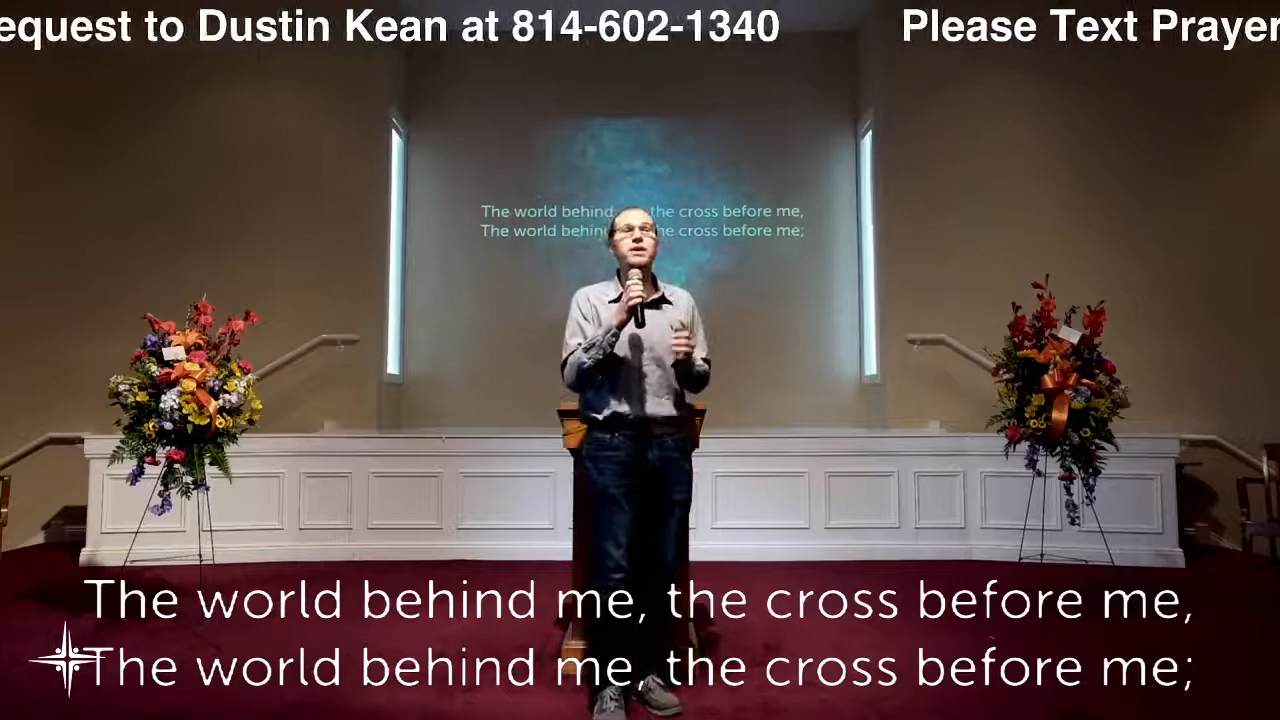 equest to Dustin Kean at 814-602-1340 Please Text Prayer
The world behind the cross before me,
The world behin he cross before me;
The world behind me, the cross before me,
The world behind me, the cross before me;